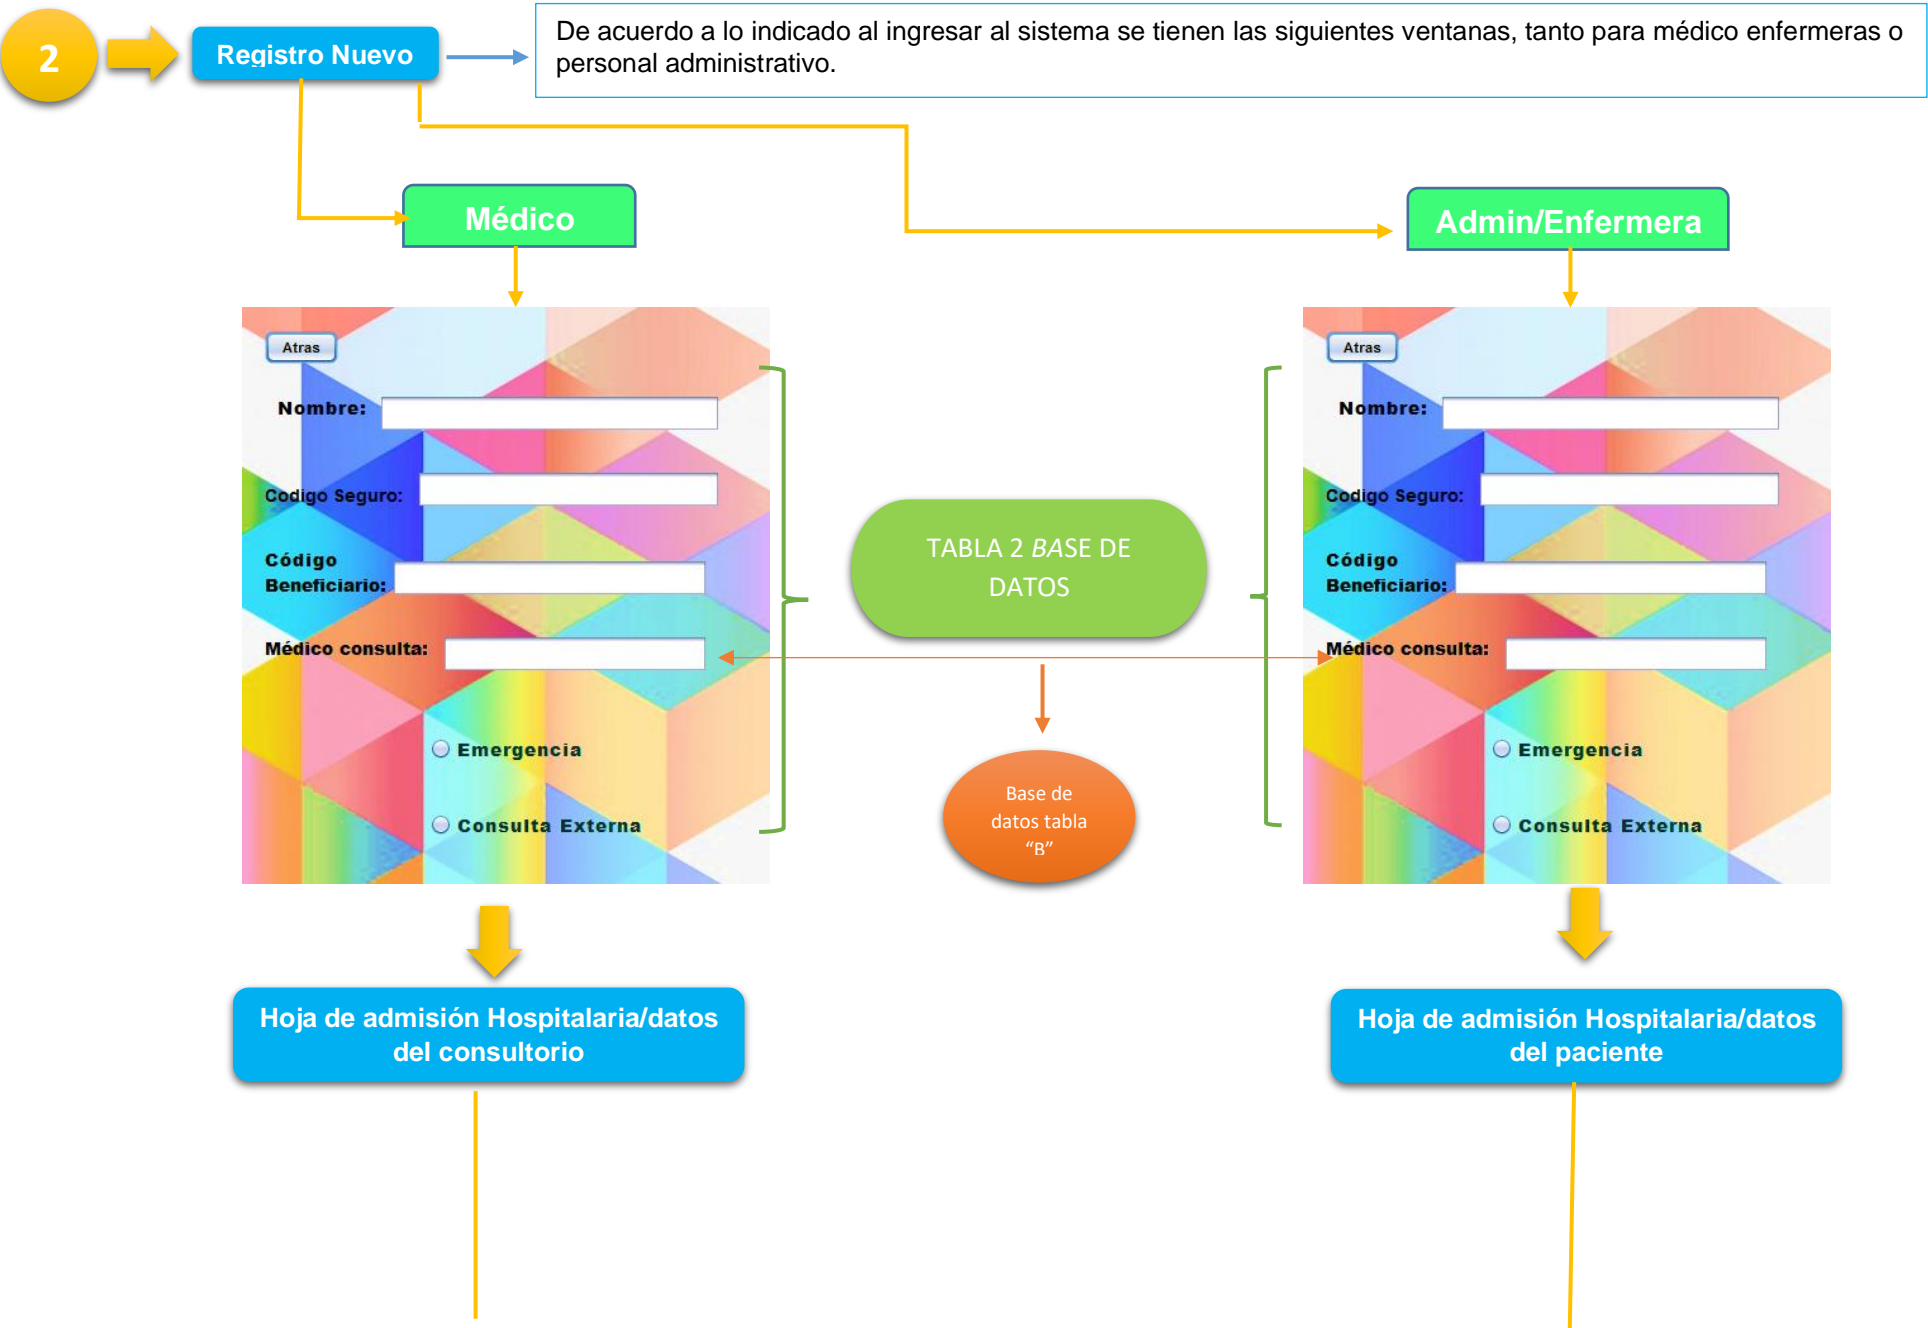 2
Registro Nuevo
De acuerdo a lo indicado al ingresar al sistema se tienen las siguientes ventanas, tanto para médico enfermeras o
personal administrativo.
Médico
Admin/Enfermera
Atras
Nombre:
Codigo Seguro:
Código
Beneficiario:
Médico consulta:
Emergencia
Consulta Externa
TABLA 2 BASE DE
DATOS
Base de
datos tabla
“B”
Atras
Nombre:
Codigo Seguro:
Código
Beneficiario:
Médico consulta:
Emergencia
Consulta Externa
Hoja de admisión Hospitalaria/datos
del consultorio
Hoja de admisión Hospitalaria/datos
del paciente